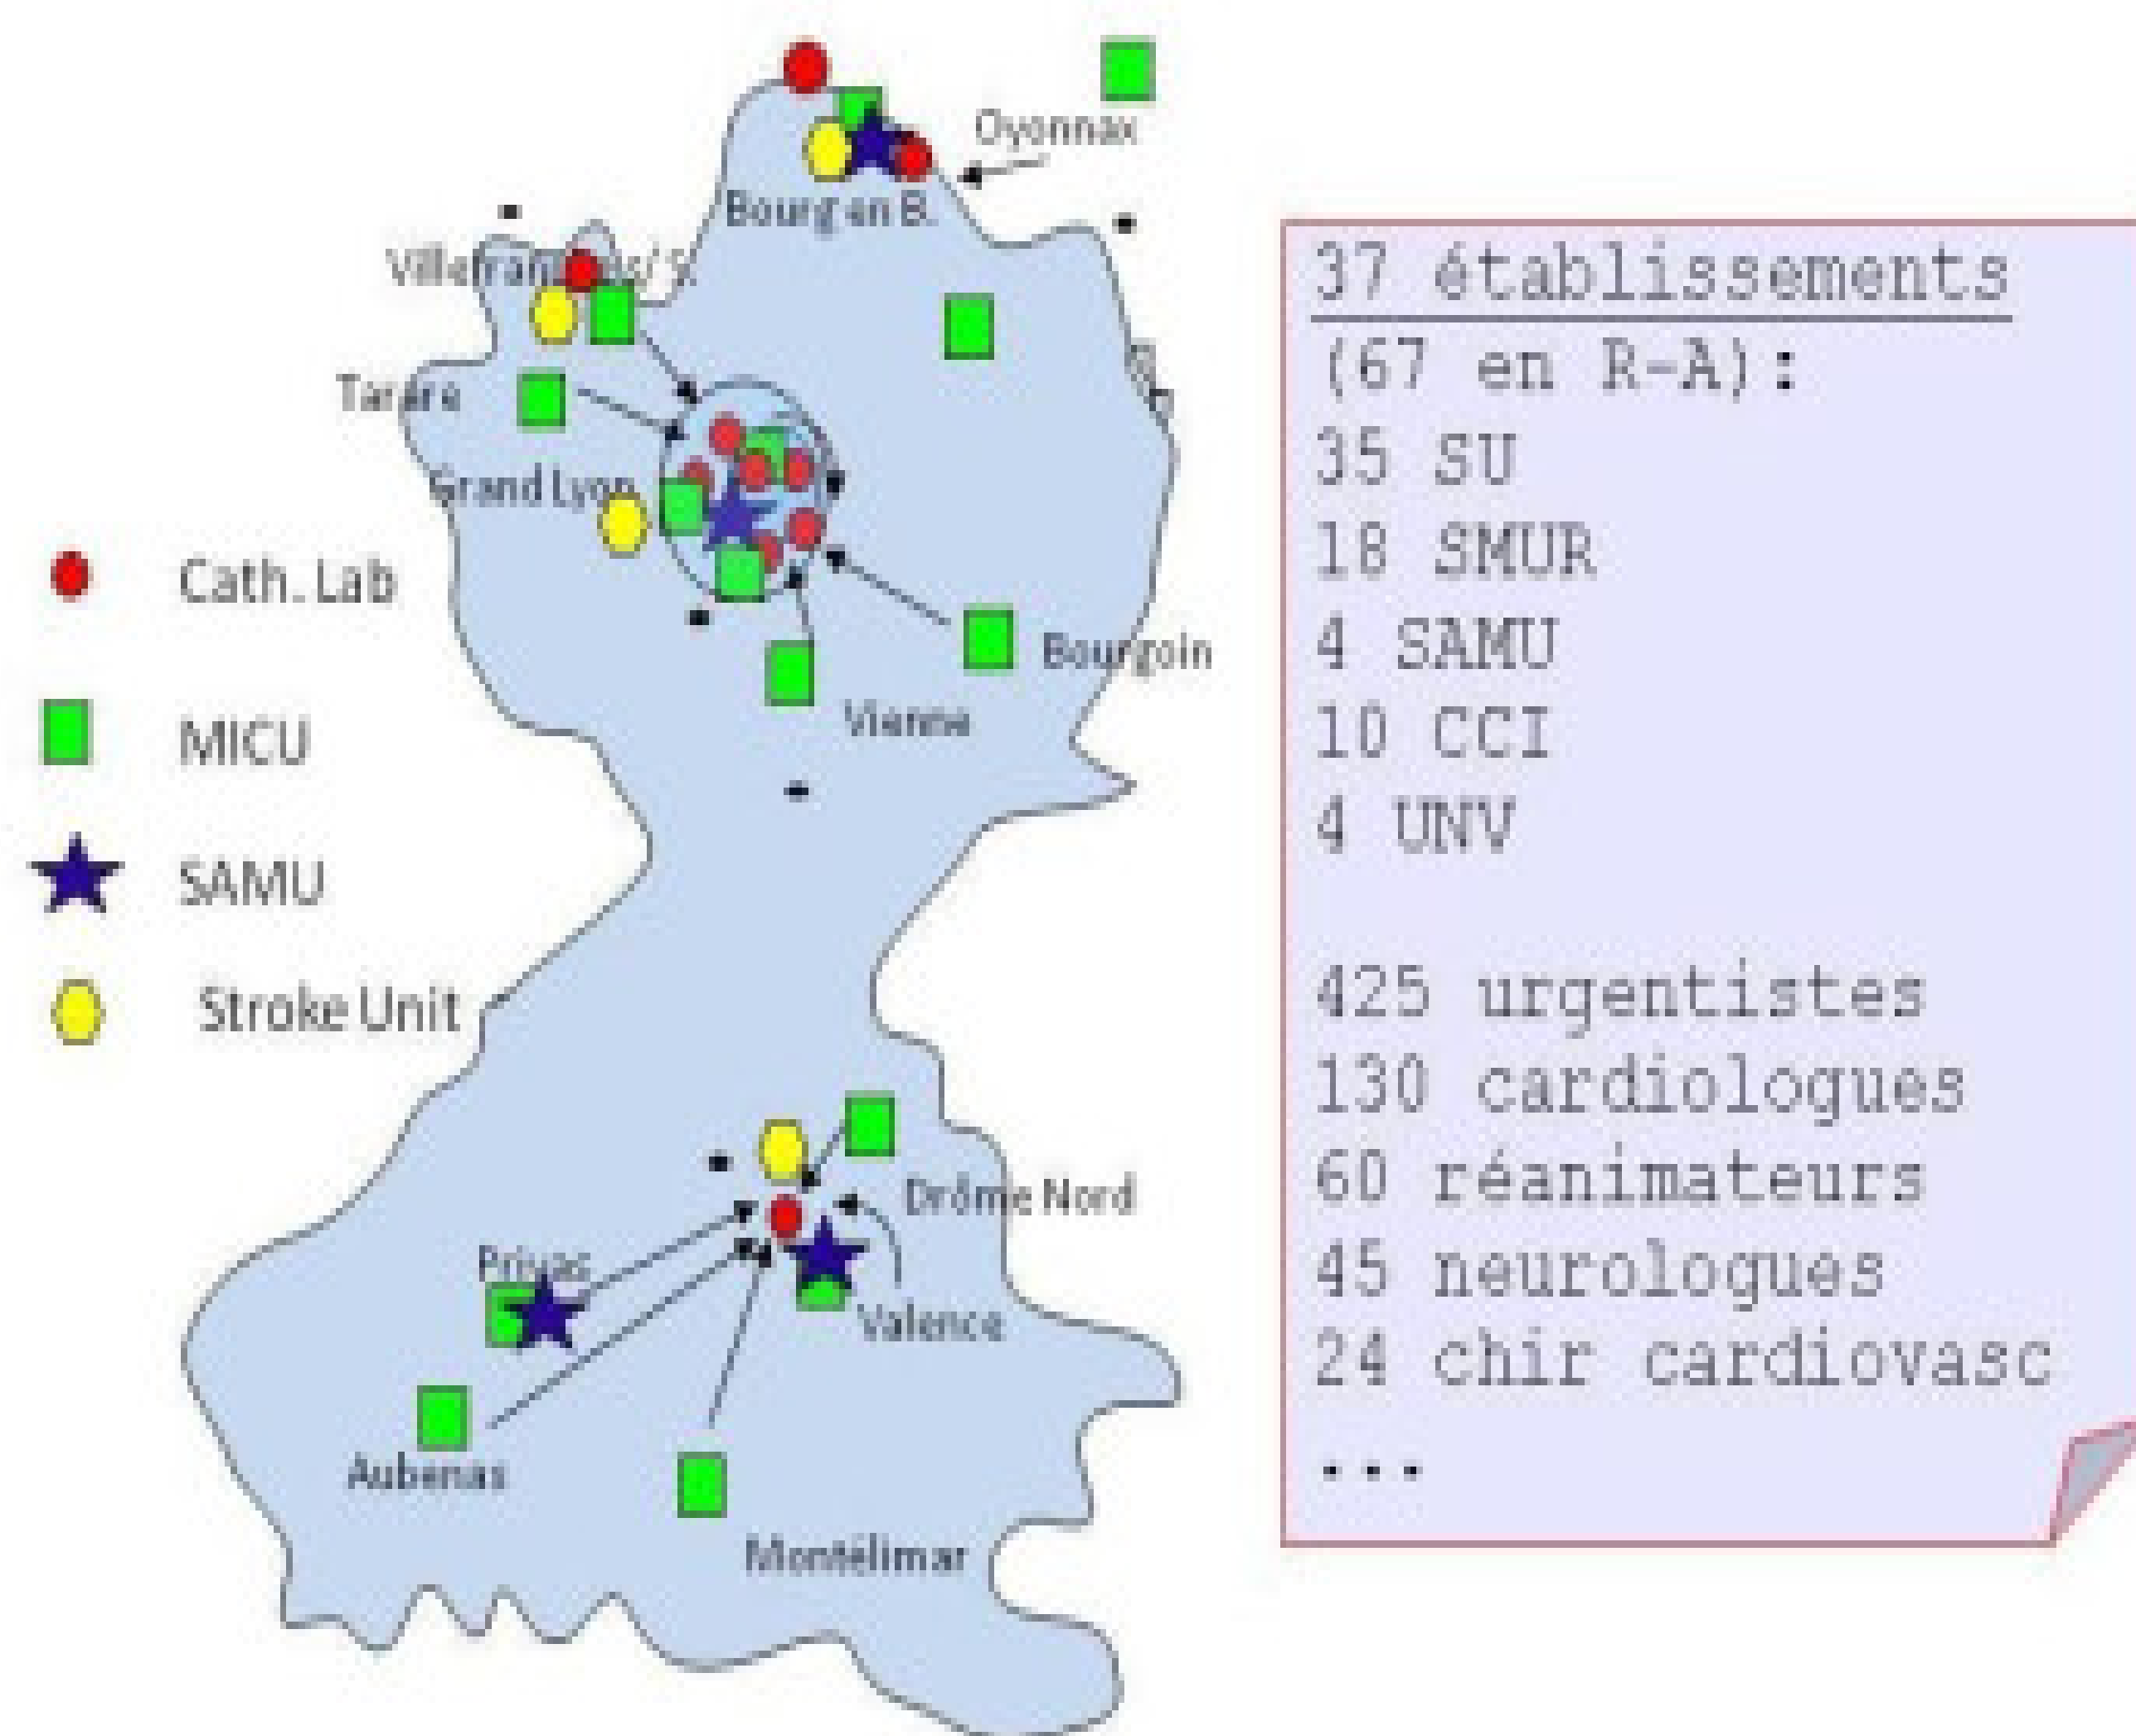 Oyonnax
Bourg en B.
Tarare
Grand Lyon
Cath. Lab
MICU
SAMU
Stroke Unit
Bourgoin
Vienne
Drôme Nord
Privas
Valence
Aubenas
Montélimar
37 établissements
(67 en R-A):
35 SU
18 SMUR
4 SAMU
10 CCI
4 UNV
425 urgentistes
130 cardiologues
60 réanimateurs
45 neurologues
24 chir cardiovasc
...